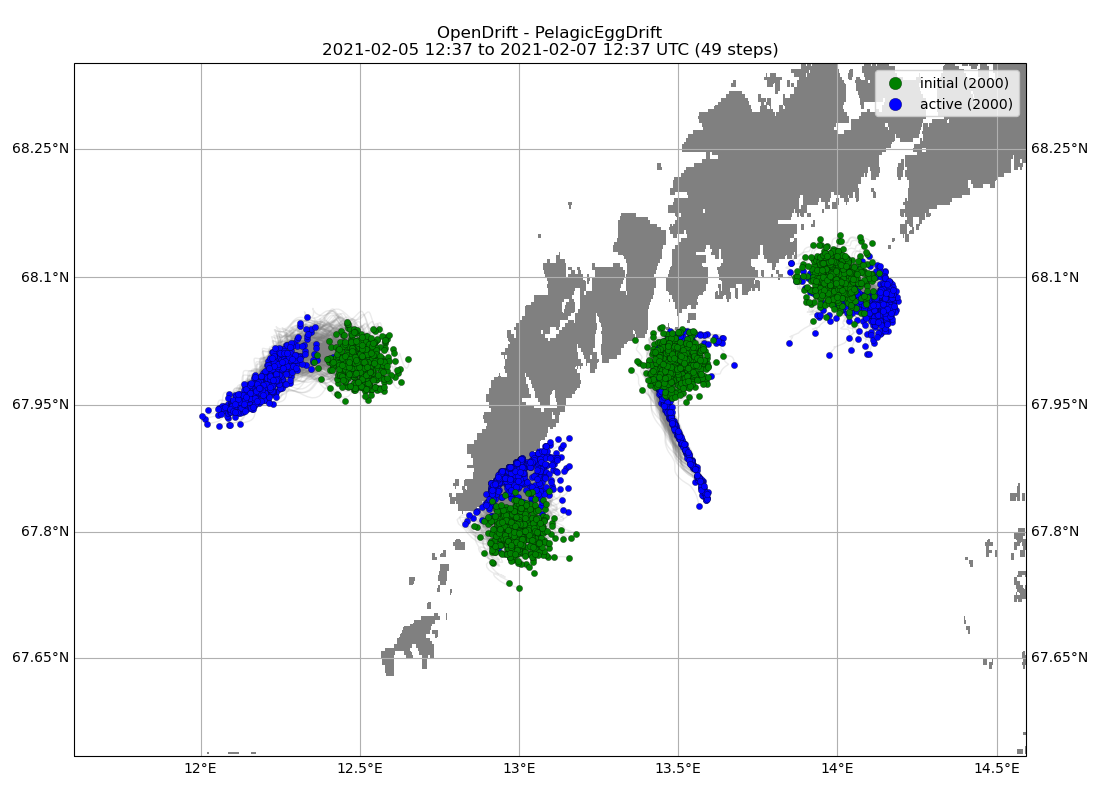 OpenDrift - PelagicEggDrift
2021-02-05 12:37 to 2021-02-07 12:37 UTC (49 steps)
initial (2000)
active (2000)
68.25°N
68.25°N
68.1°N
68.1°N
67.95°N
67.95°N
67.8°N
67.8°N
67.65°N
67.65°N
12°E
12.5°E
13°E
13.5°E
14°E
14.5°E